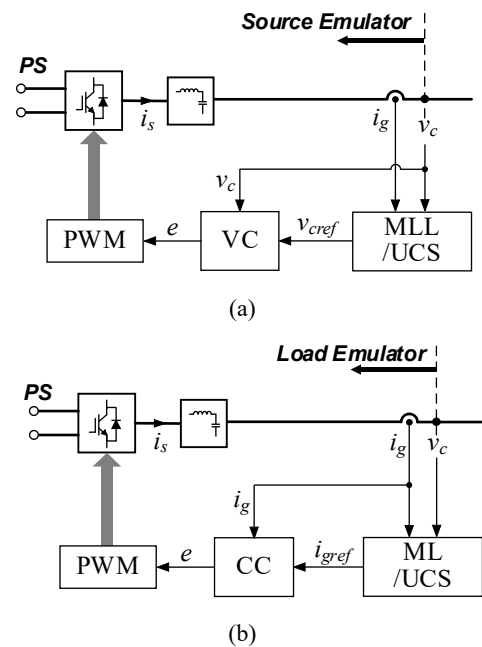 Source Emulator
PS
i_s
i_g
v_c
v_c
PWM
e
VC
v_cref
MLL
/UCS
(a)
Load Emulator
PS
i_s
i_g
v_c
i_g
PWM
e
CC
i_gref
ML
/UCS
(b)